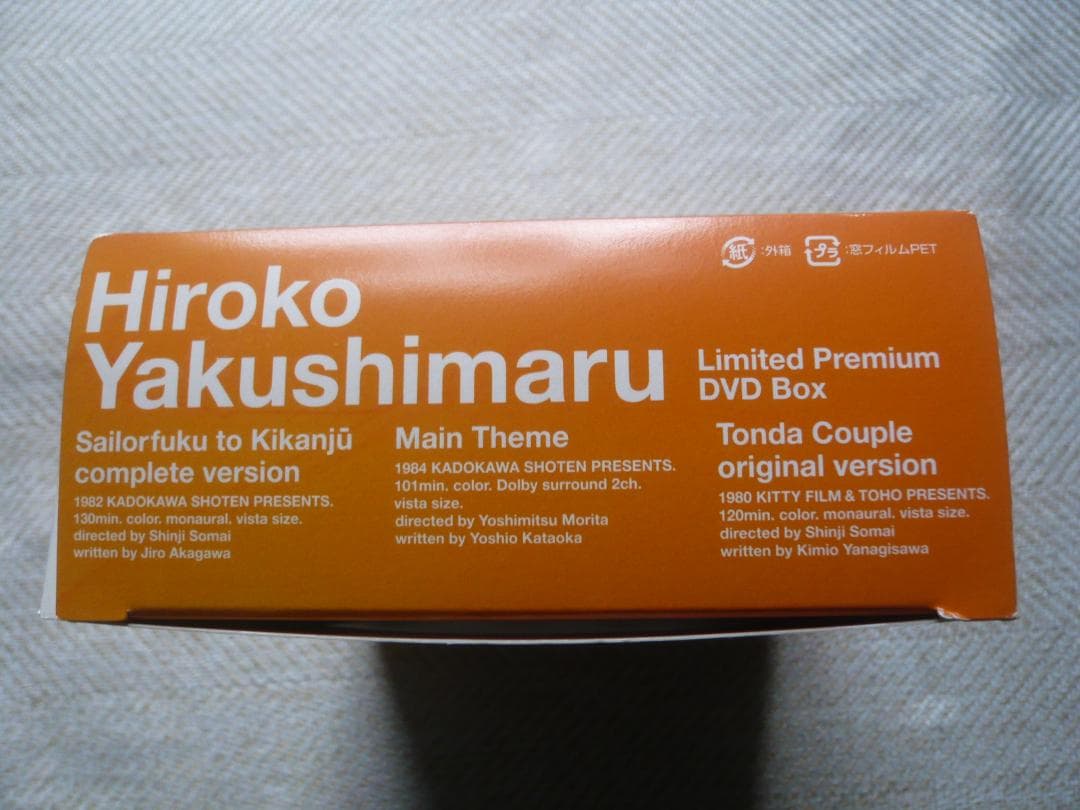 紙 :外箱 プラ :窓フィルムPET
Hiroko
Yakushimaru
Limited Premium
DVD Box
Sailorfuku to Kikanjū
complete version
1982 KADOKAWA SHOTEN PRESENTS.
130min. color. monaural. vista size.
directed by Shinji Somai
written by Jiro Akagawa
Main Theme
1984 KADOKAWA SHOTEN PRESENTS.
101min. color. Dolby surround 2ch.
vista size.
directed by Yoshimitsu Morita
written by Yoshio Kataoka
Tonda Couple
original version
1980 KITTY FILM & TOHO PRESENTS.
120min. color. monaural. vista size.
directed by Shinji Somai
written by Kimio Yanagisawa